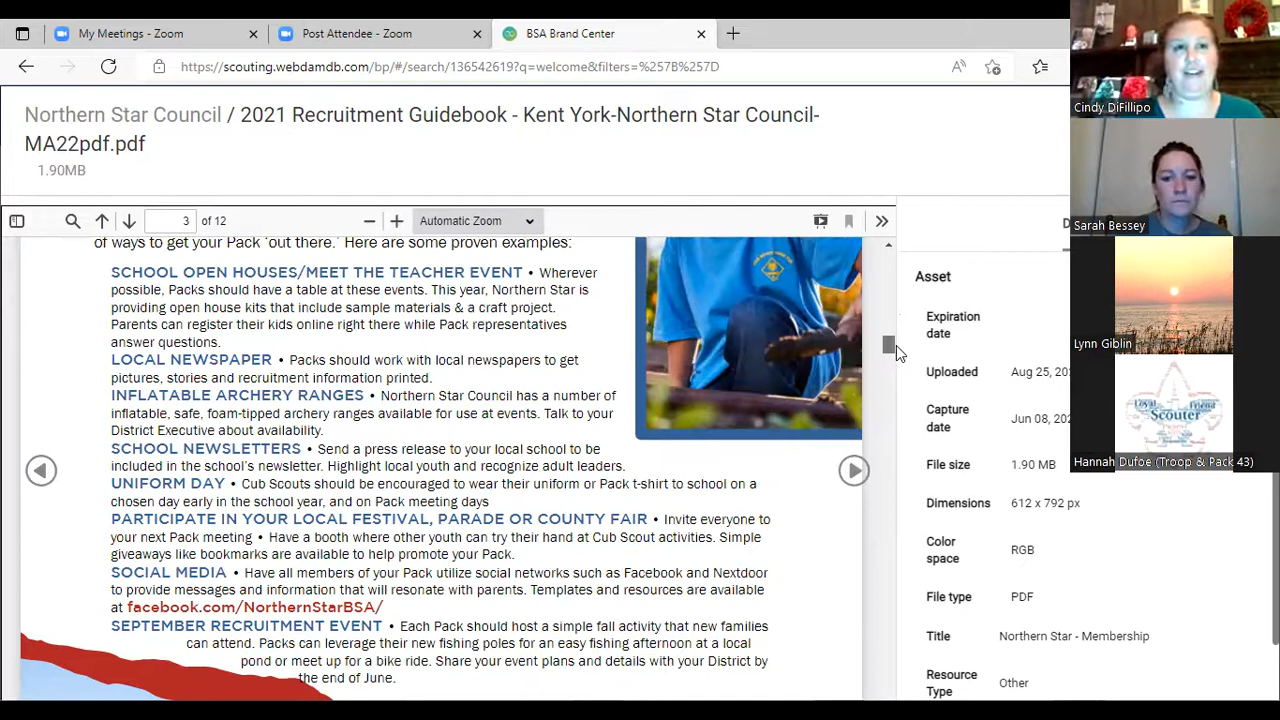 My Meetings - Zoom
Post Attendee - Zoom
BSA Brand Center
https://scouting.webdamdb.com/bp/#/search/136542619?q=welcome&filters=%257B%257D
Northern Star Council / 2021 Recruitment Guidebook - Kent York-Northern Star Council-
MA22pdf.pdf
1.90MB
3 of 12
Automatic Zoom
of ways to get your Pack 'out there.' Here are some proven examples:
SCHOOL OPEN HOUSES/MEET THE TEACHER EVENT • Wherever
possible, Packs should have a table at these events. This year, Northern Star is
providing open house kits that include sample materials & a craft project.
Parents can register their kids online right there while Pack representatives
answer questions.
LOCAL NEWSPAPER • Packs should work with local newspapers to get
pictures, stories and recruitment information printed.
INFLATABLE ARCHERY RANGES • Northern Star Council has a number of
inflatable, safe, foam-tipped archery ranges available for use at events. Talk to your
District Executive about availability.
SCHOOL NEWSLETTERS • Send a press release to your local school to be
included in the school's newsletter. Highlight local youth and recognize adult leaders.
UNIFORM DAY • Cub Scouts should be encouraged to wear their uniform or Pack t-shirt to school on a
chosen day early in the school year, and on Pack meeting days
PARTICIPATE IN YOUR LOCAL FESTIVAL, PARADE OR COUNTY FAIR • Invite everyone to
your next Pack meeting • Have a booth where other youth can try their hand at Cub Scout activities. Simple
giveaways like bookmarks are available to help promote your Pack.
SOCIAL MEDIA • Have all members of your Pack utilize social networks such as Facebook and Nextdoor
to provide messages and information that will resonate with parents. Templates and resources are available
at facebook.com/NorthernStarBSA/
SEPTEMBER RECRUITMENT EVENT • Each Pack should host a simple fall activity that new families
can attend. Packs can leverage their new fishing poles for an easy fishing afternoon at a local
pond or meet up for a bike ride. Share your event plans and details with your District by
the end of June.
Asset
Expiration
date
Uploaded Aug 25, 20
Capture
date Jun 08, 20
File size 1.90 MB
Dimensions 612 x 792 px
Color
space RGB
File type PDF
Title Northern Star - Membership
Resource
Type Other
Cindy DiFillipo
Sarah Bessey
Lynn Giblin
Loyal
Friend
Scouter
Hannah Dufoe (Troop & Pack 43)